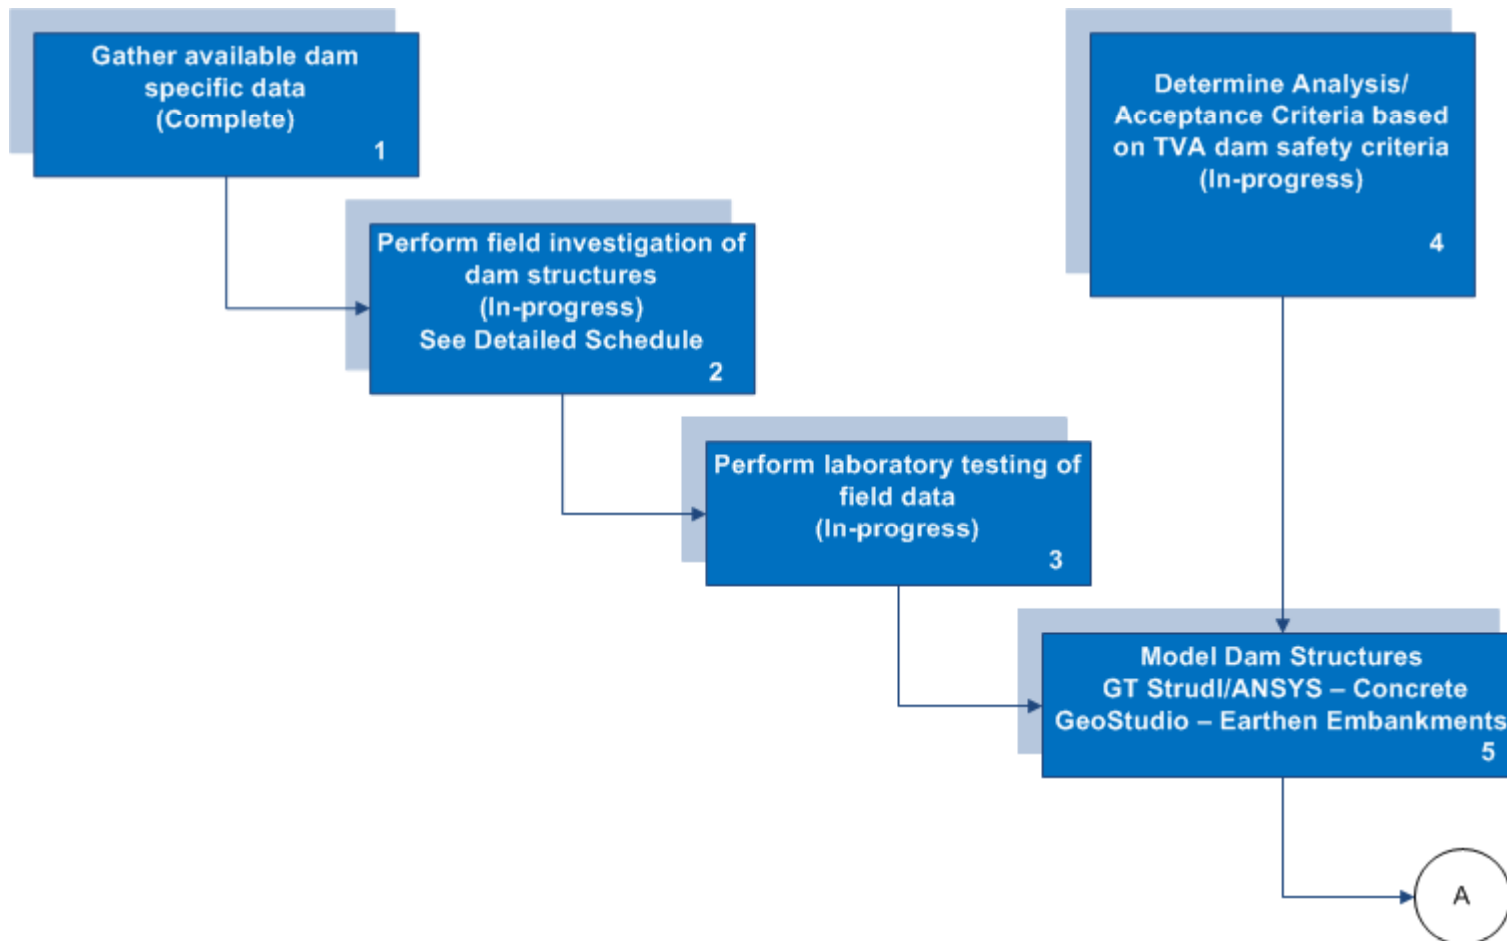 Gather available dam
specific data
(Complete)
1
Determine Analysis/
Acceptance Criteria based
on TVA dam safety criteria
(In-progress)
4
Perform field investigation of
dam structures
(In-progress)
See Detailed Schedule
2
Perform laboratory testing of
field data
(In-progress)
3
Model Dam Structures
GT Strudl/ANSYS – Concrete
GeoStudio – Earthen Embankments
5
A